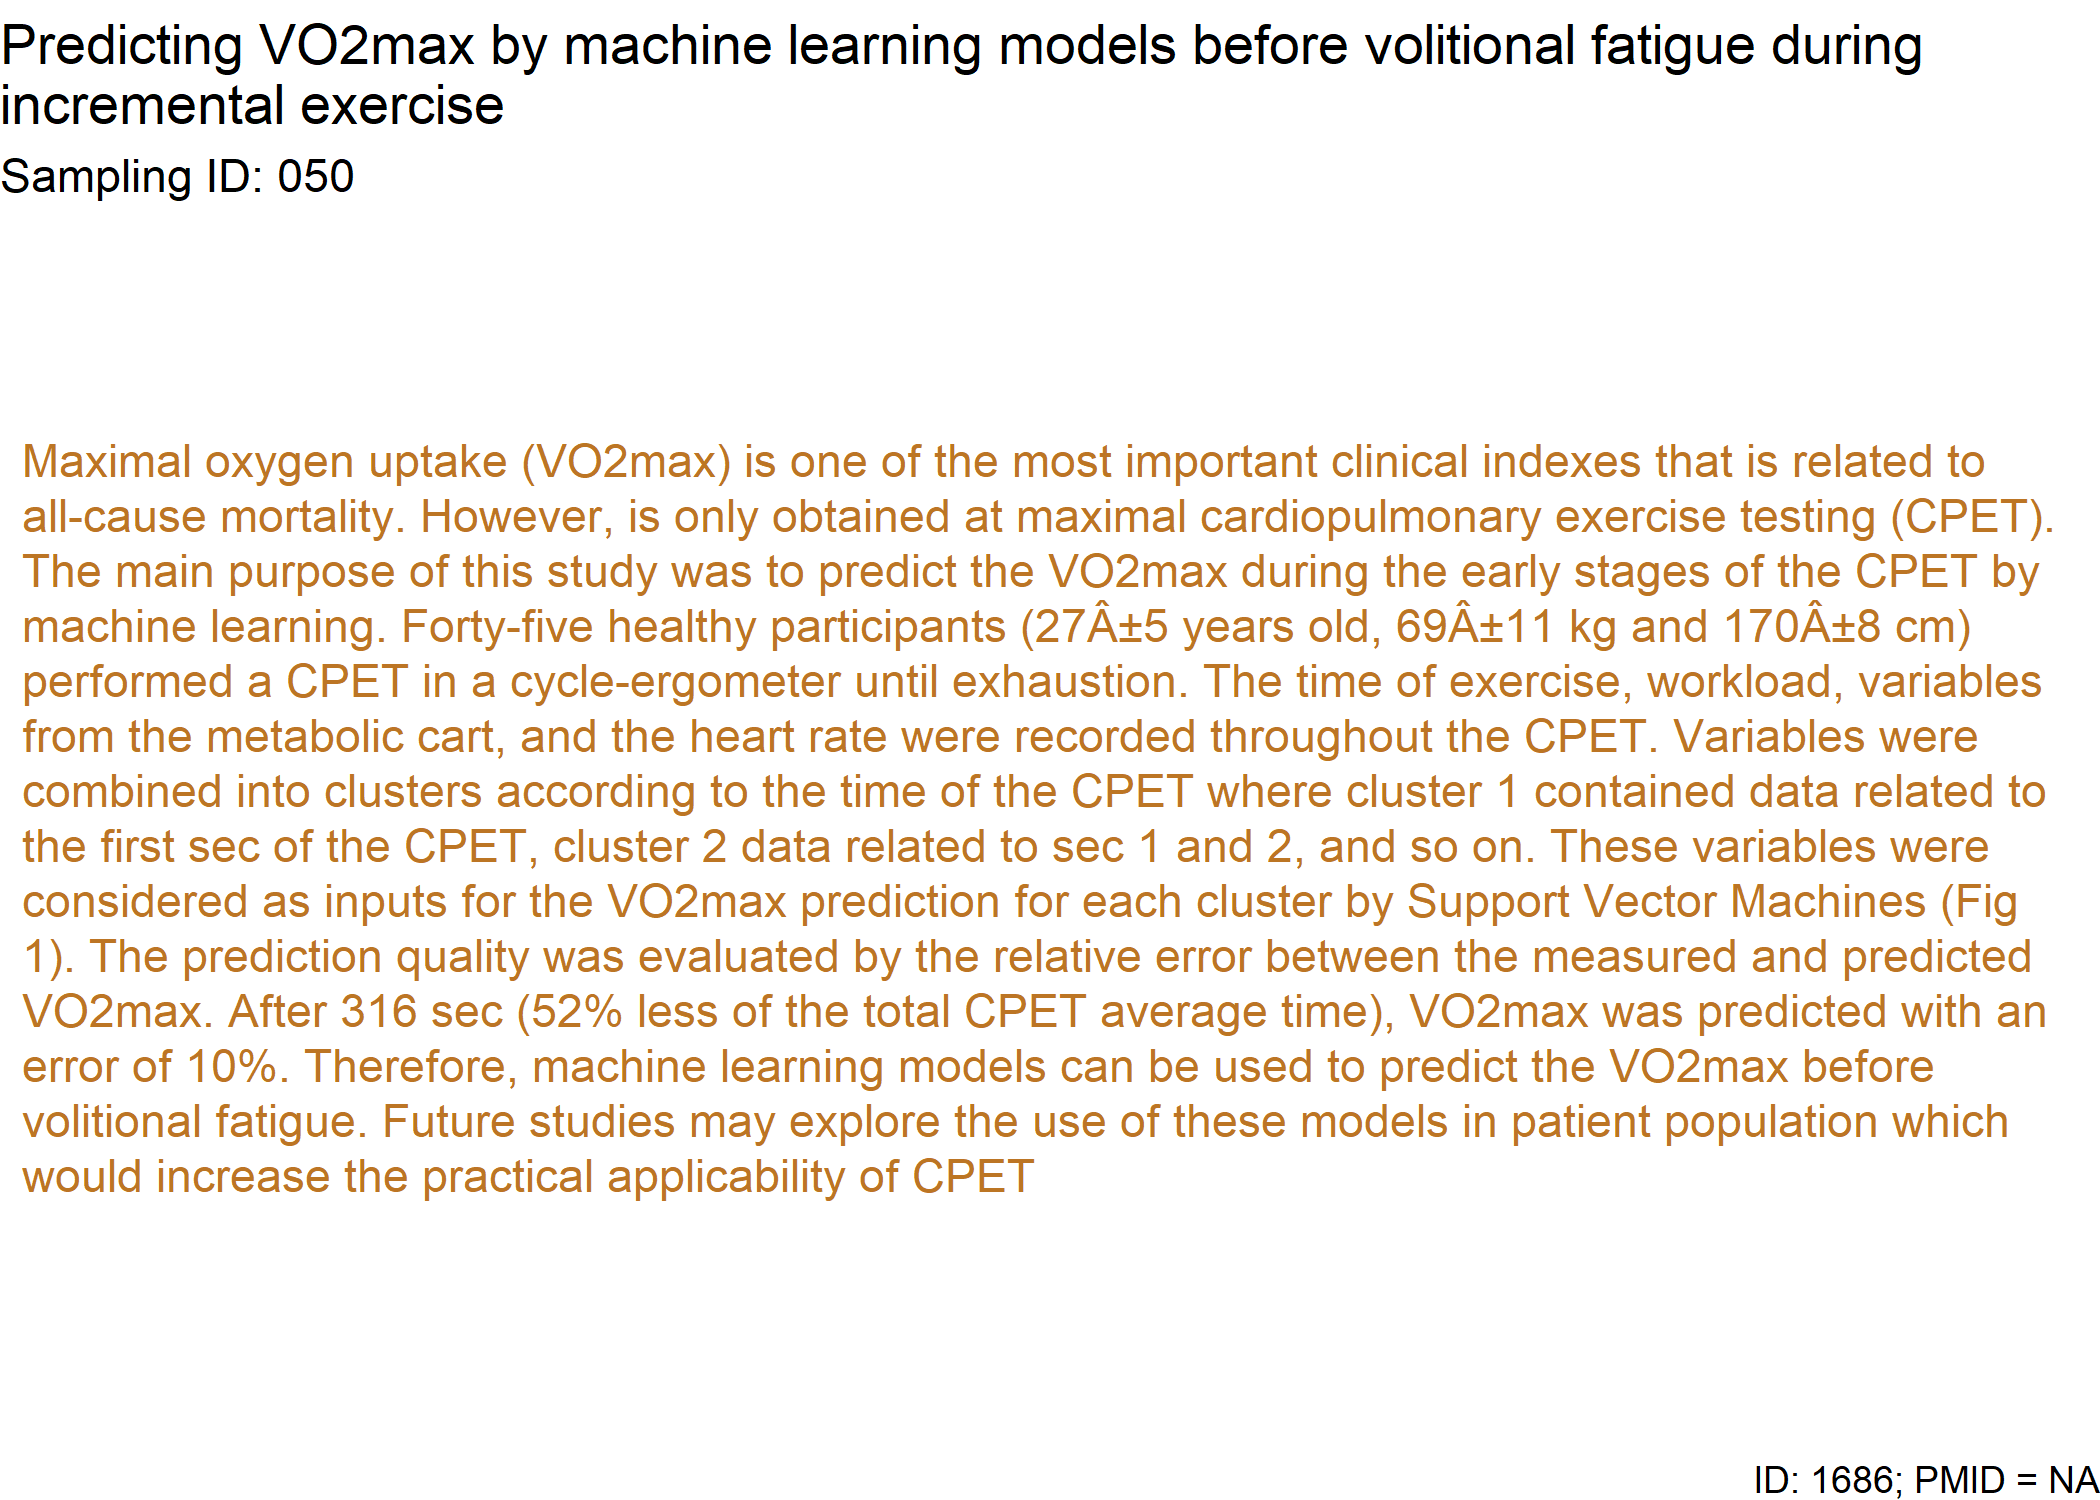 Predicting VO2max by machine learning models before volitional fatigue during
incremental exercise
Sampling ID: 050
Maximal oxygen uptake (VO2max) is one of the most important clinical indexes that is related to
all-cause mortality. However, is only obtained at maximal cardiopulmonary exercise testing (CPET).
The main purpose of this study was to predict the VO2max during the early stages of the CPET by
machine learning. Forty-five healthy participants (27Â±5 years old, 69Â±11 kg and 170Â±8 cm)
performed a CPET in a cycle-ergometer until exhaustion. The time of exercise, workload, variables
from the metabolic cart, and the heart rate were recorded throughout the CPET. Variables were
combined into clusters according to the time of the CPET where cluster 1 contained data related to
the first sec of the CPET, cluster 2 data related to sec 1 and 2, and so on. These variables were
considered as inputs for the VO2max prediction for each cluster by Support Vector Machines (Fig
1). The prediction quality was evaluated by the relative error between the measured and predicted
VO2max. After 316 sec (52% less of the total CPET average time), VO2max was predicted with an
error of 10%. Therefore, machine learning models can be used to predict the VO2max before
volitional fatigue. Future studies may explore the use of these models in patient population which
would increase the practical applicability of CPET
ID: 1686; PMID = NA